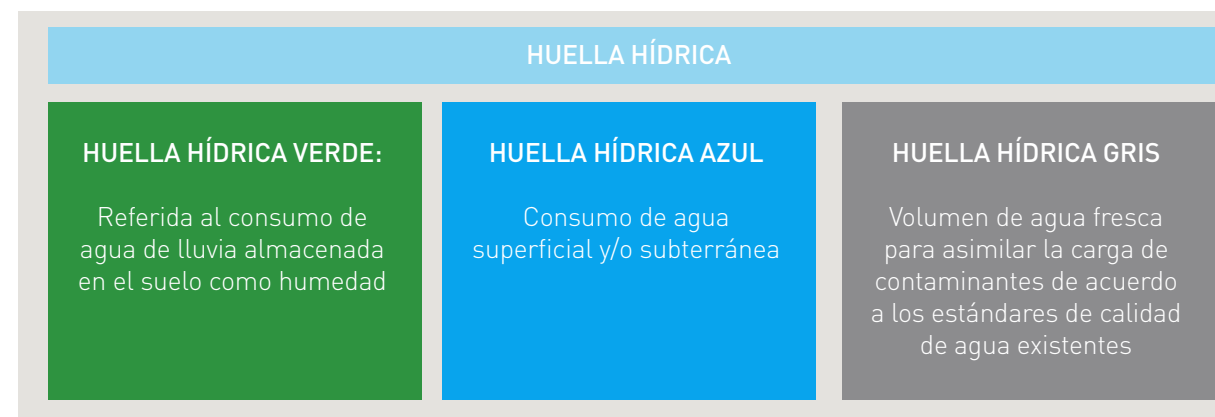 HUELLA HÍDRICA
HUELLA HÍDRICA VERDE:
Referida al consumo de
agua de lluvia almacenada
en el suelo como humedad
HUELLA HÍDRICA AZUL
Consumo de agua
superficial y/o subterránea
HUELLA HÍDRICA GRIS
Volumen de agua fresca
para asimilar la carga de
contaminantes de acuerdo
a los estándares de calidad
de agua existentes